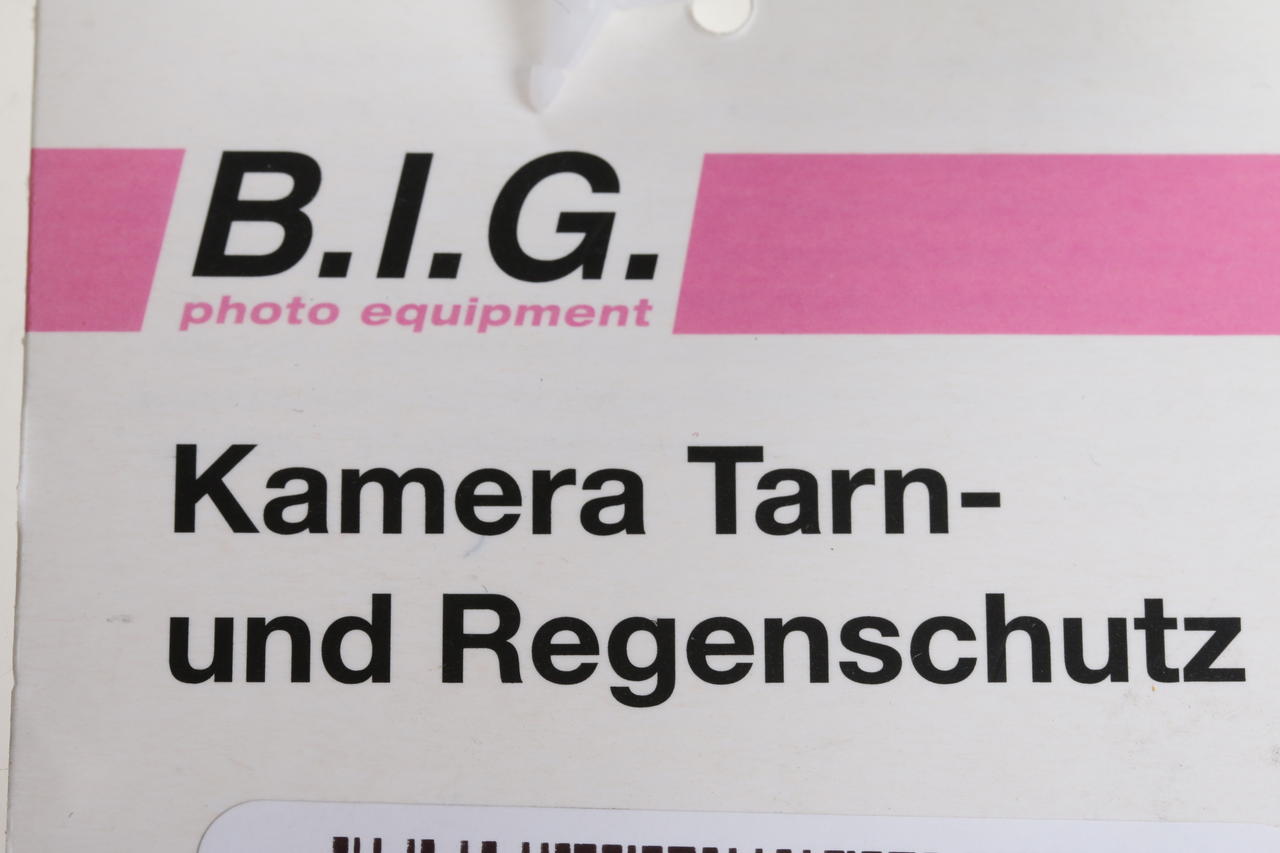 B.I.G.
photo equipment
Kamera Tarn-
und Regenschutz